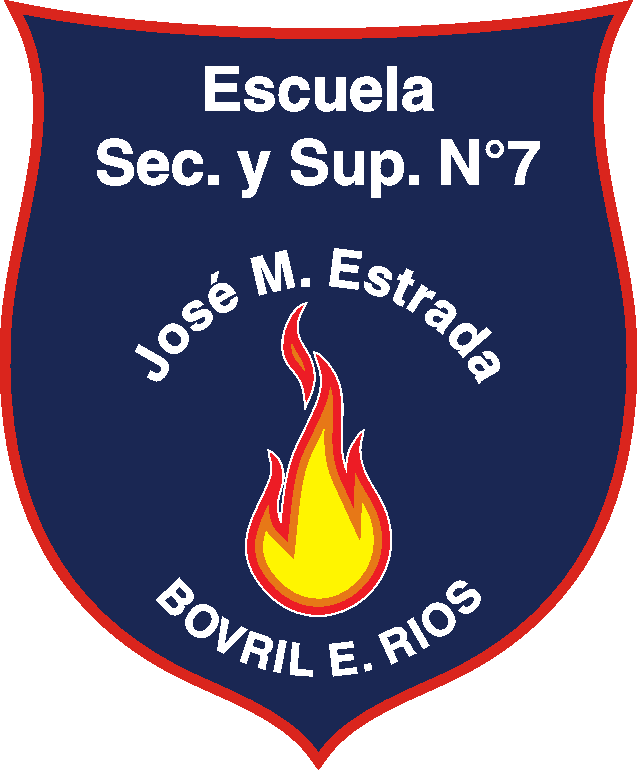 Escuela
Sec. y Sup. N°7
José M. Estrada
BOVRIL E. RIOS